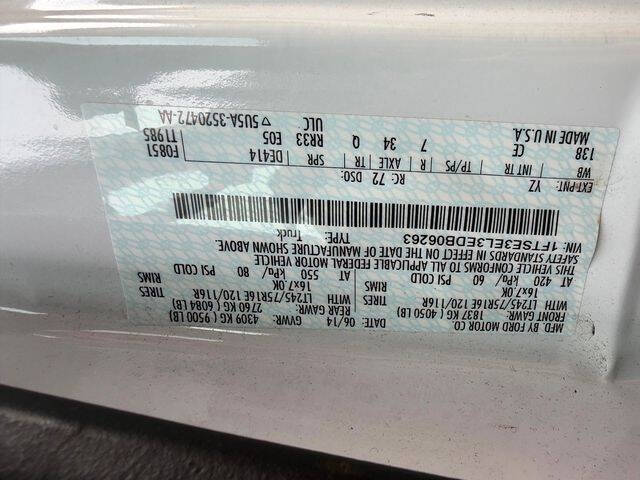 MFD. BY FORD MOTOR CO.
DATE: 06/14 GVWR: 4309 KG ( 9500 LB)
FRONT GAWR: 1837 KG ( 4050 LB) REAR GAWR: 2760 KG ( 6084 LB)
WITH LT245/75R16E 120/116R TIRES WITH LT245/75R16E 120/116R TIRES
16x7.0K RIMS 16x7.0K RIMS
AT 420 kPa/ 60 PSI COLD AT 550 kPa/ 80 PSI COLD
THIS VEHICLE CONFORMS TO ALL APPLICABLE FEDERAL MOTOR VEHICLE
SAFETY STANDARDS IN EFFECT ON THE DATE OF MANUFACTURE SHOWN ABOVE.
VIN: 1FTSE3EL3EDB06263
TYPE: Truck
EXT-PNT: YZ RC: 72 DSO:
WB INT TR TP/PS R AXLE TR SPR DE414 F0851
138 CE 7 34 Q RR33 E05 T1985
MADE IN U.S.A. ULC 5USA-3520472-AA